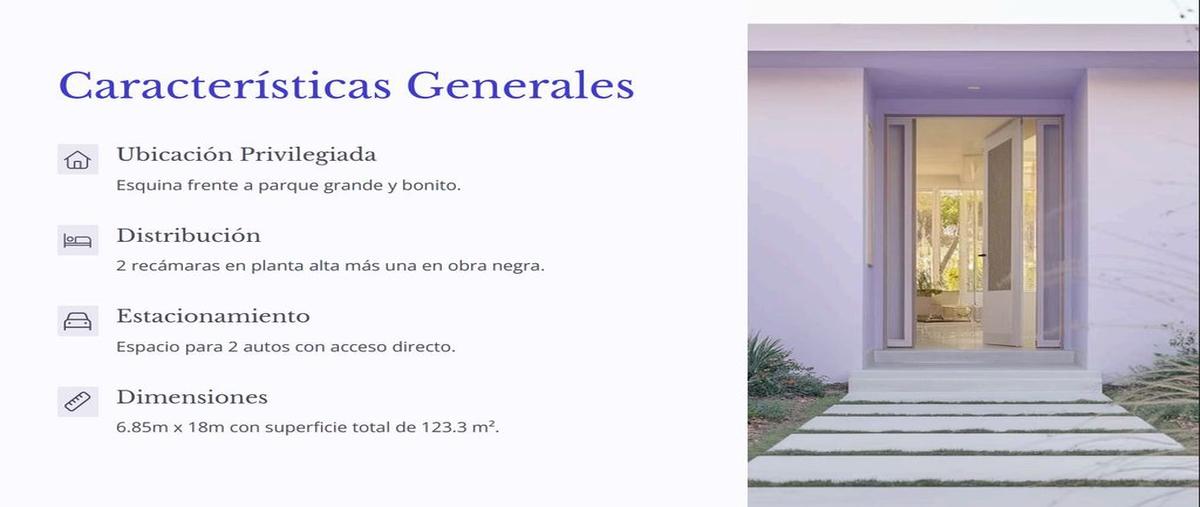 Características Generales
Ubicación Privilegiada
Esquina frente a parque grande y bonito.
Distribución
2 recámaras en planta alta más una en obra negra.
Estacionamiento
Espacio para 2 autos con acceso directo.
Dimensiones
6.85m x 18m con superficie total de 123.3 m².